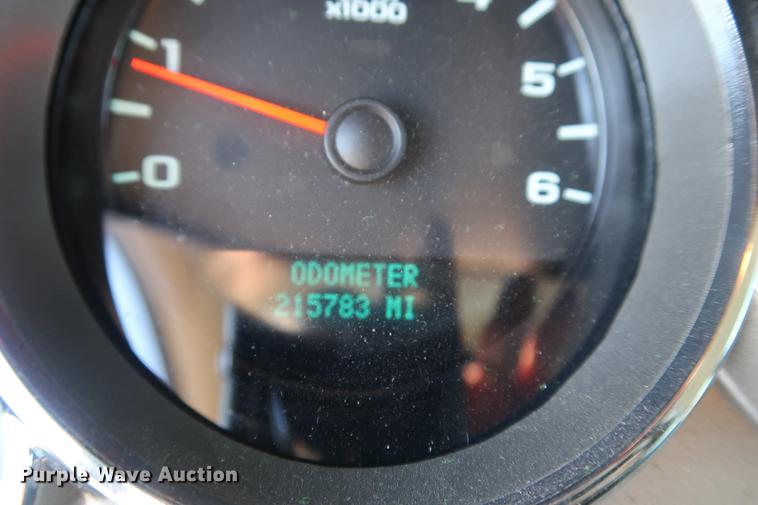 x1000
1
5
0
6
ODOMETER
215783 MI
Purple Wave Auction